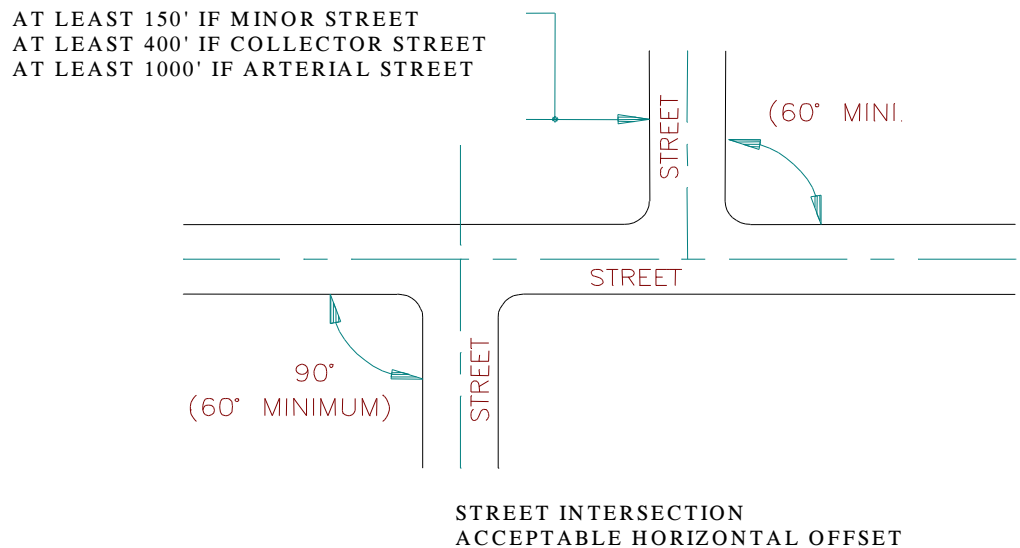 AT LEAST 150' IF MINOR STREET
AT LEAST 400' IF COLLECTOR STREET
AT LEAST 1000' IF ARTERIAL STREET
(60° MINI.
STREET
STREET
90°
(60° MINIMUM)
STREET
STREET INTERSECTION
ACCEPTABLE HORIZONTAL OFFSET